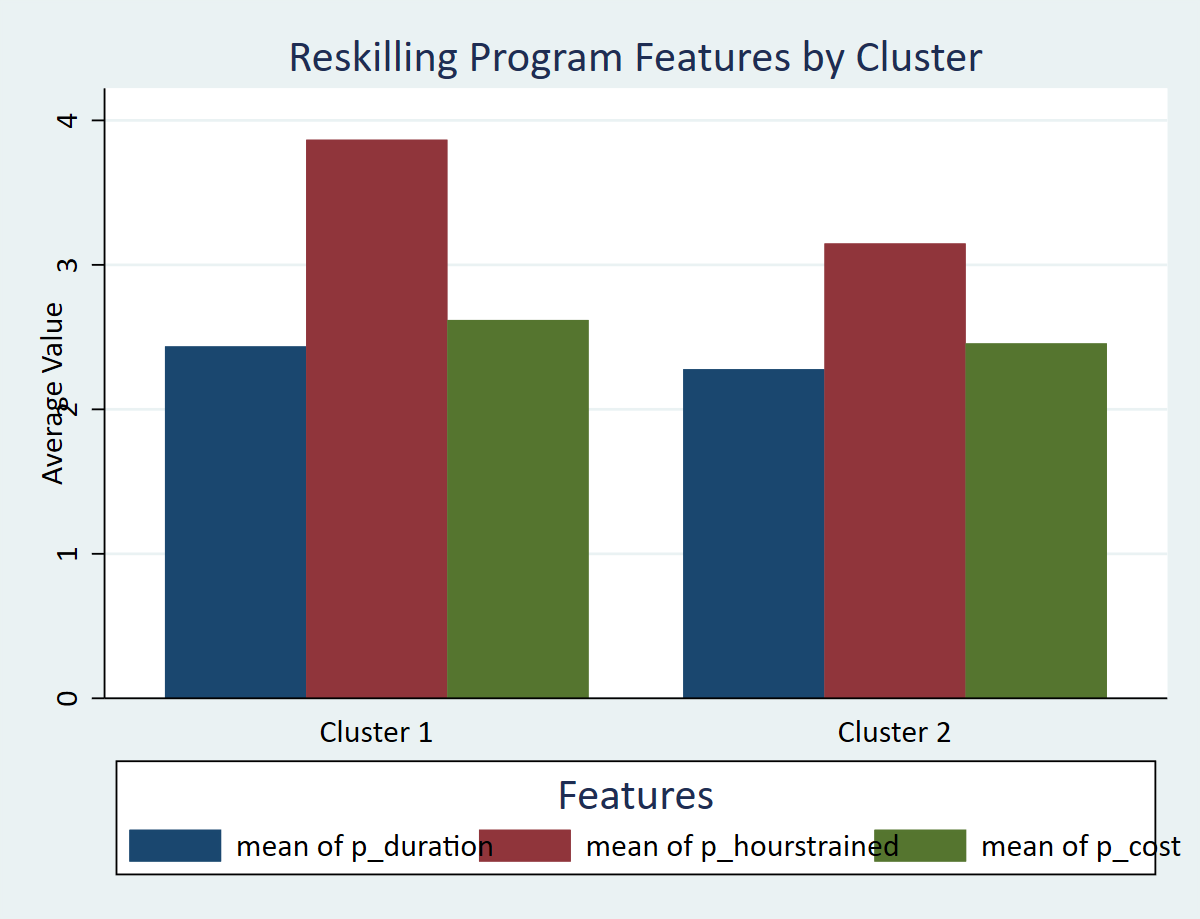 Reskilling Program Features by Cluster
4
3
2
1
0
Average Value
Cluster 1 Cluster 2
Features
mean of p_duration mean of p_hourstrained mean of p_cost